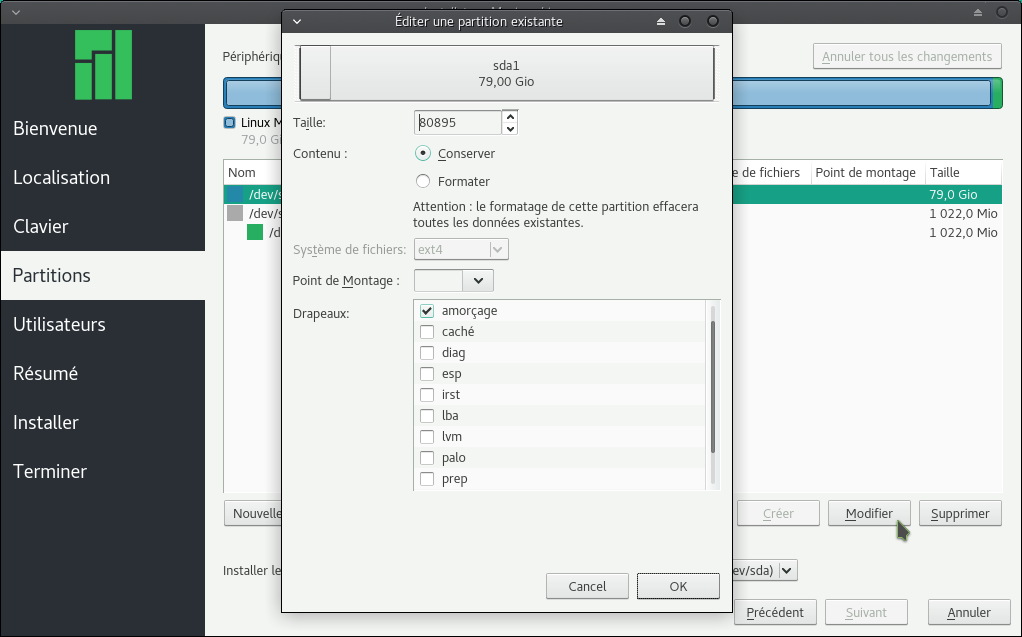 Éditer une partition existante
Bienvenue
Localisation
Clavier
Partitions
Utilisateurs
Résumé
Installer
Terminer
Périphériq
Annuler tous les changements
Linux M
79,0 Gi
Nom
e de fichiers
Point de montage
Taille
/dev/s
79,0 Gio
/dev/s
1 022,0 Mio
/d
1 022,0 Mio
Nouvelle
Créer
Modifier
Supprimer
Installer le
ev/sda)
Précédent
Suivant
Annuler
sda1
79,00 Gio
Taille:
80895
Contenu :
Conserver
Formater
Attention : le formatage de cette partition effacera
toutes les données existantes.
Système de fichiers:
ext4
Point de Montage :
Drapeaux:
amorçage
caché
diag
esp
irst
lba
lvm
palo
prep
Cancel
OK